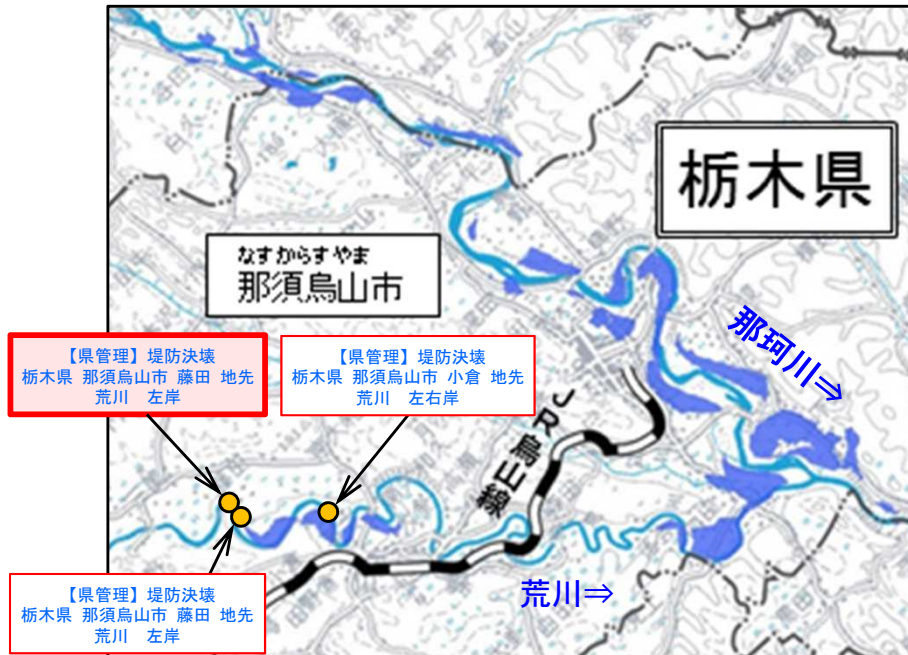 栃木県
なすからすやま
那須烏山市
那珂川⇒
【県管理】堤防決壊
栃木県 那須烏山市 藤田 地先
荒川 左岸
【県管理】堤防決壊
栃木県 那須烏山市 小倉 地先
荒川 左右岸
JR烏山線
【県管理】堤防決壊
栃木県 那須烏山市 藤田 地先
荒川 左岸
荒川⇒